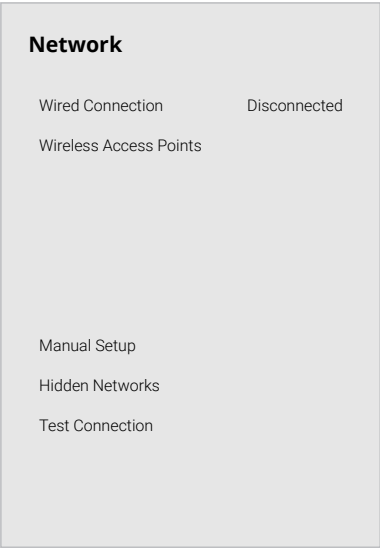 Network
Wired Connection Disconnected
Wireless Access Points
Manual Setup
Hidden Networks
Test Connection